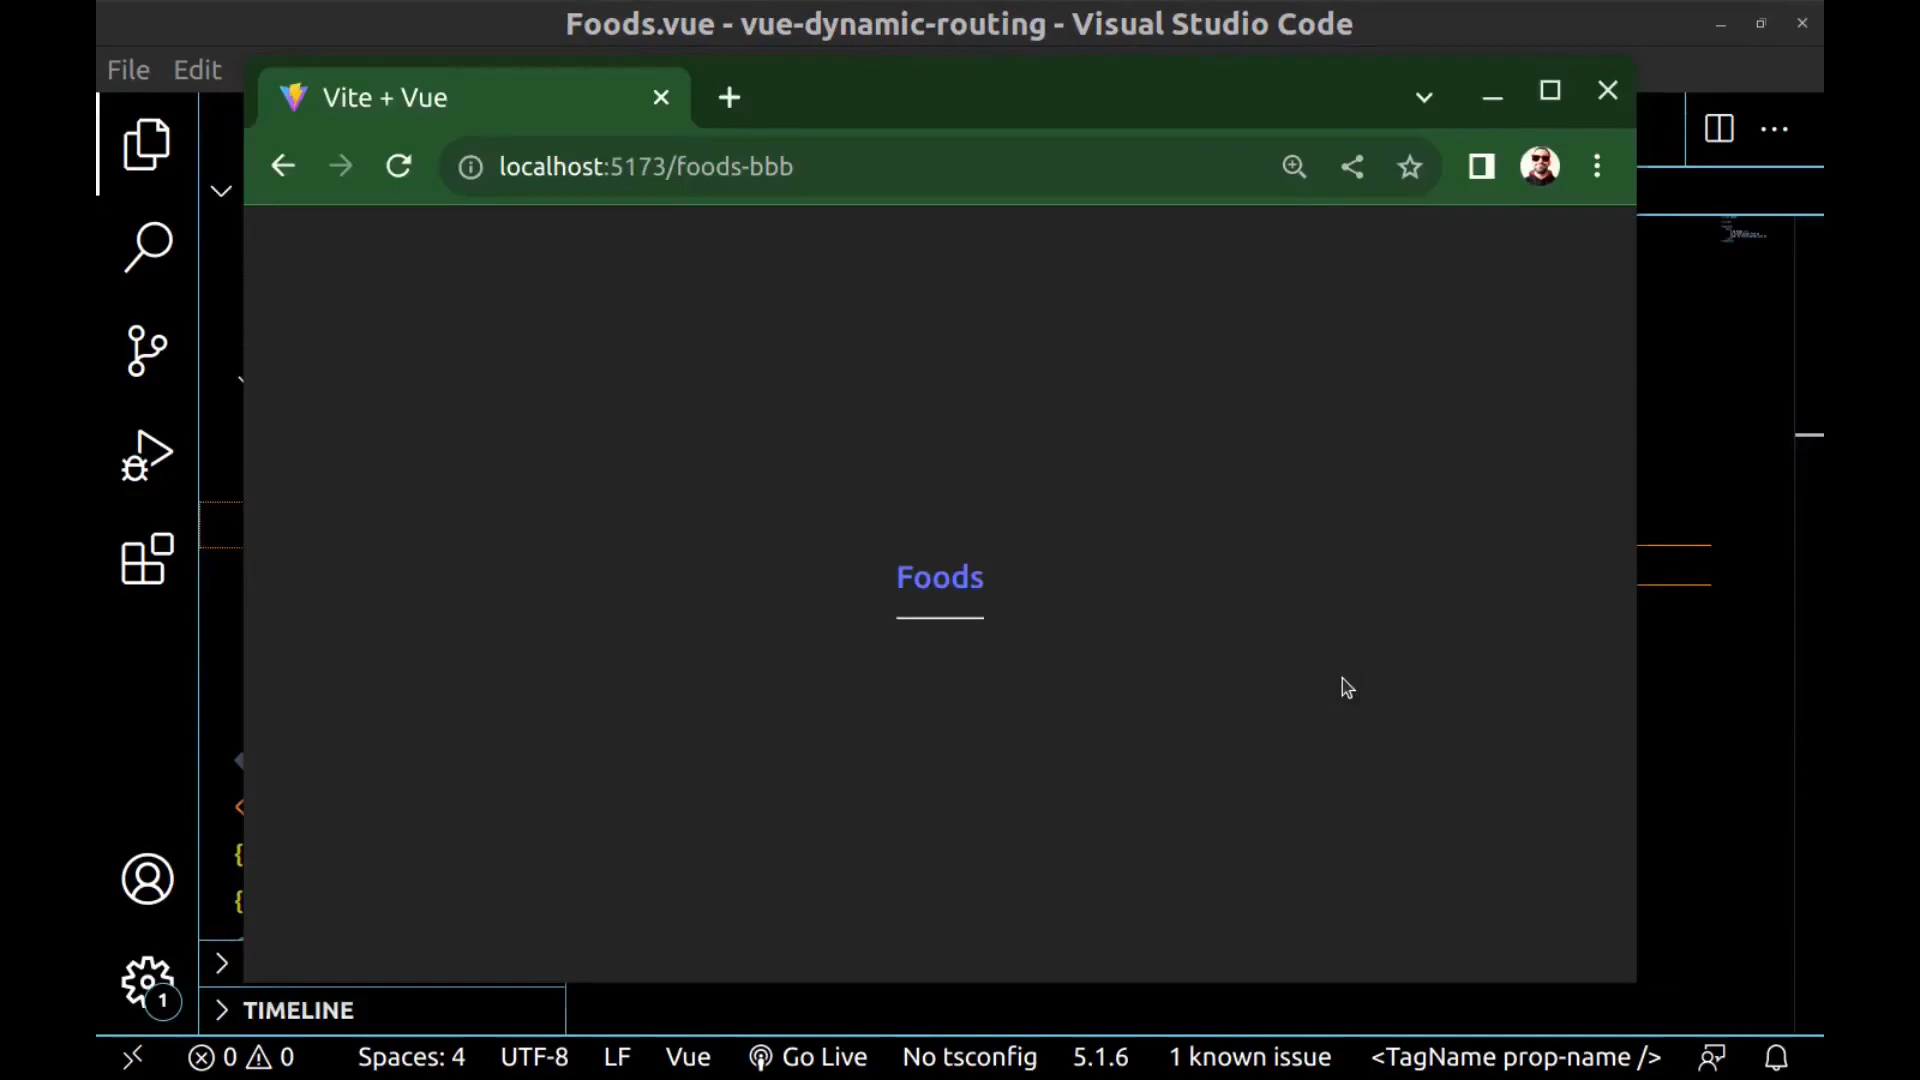 Foods.vue - vue-dynamic-routing - Visual Studio Code
File Edit
Vite + Vue
localhost:5173/foods-bbb
Foods
1
TIMELINE
0 0 Spaces: 4 UTF-8 LF Vue Go Live No tsconfig 5.1.6 1 known issue <TagName prop-name />